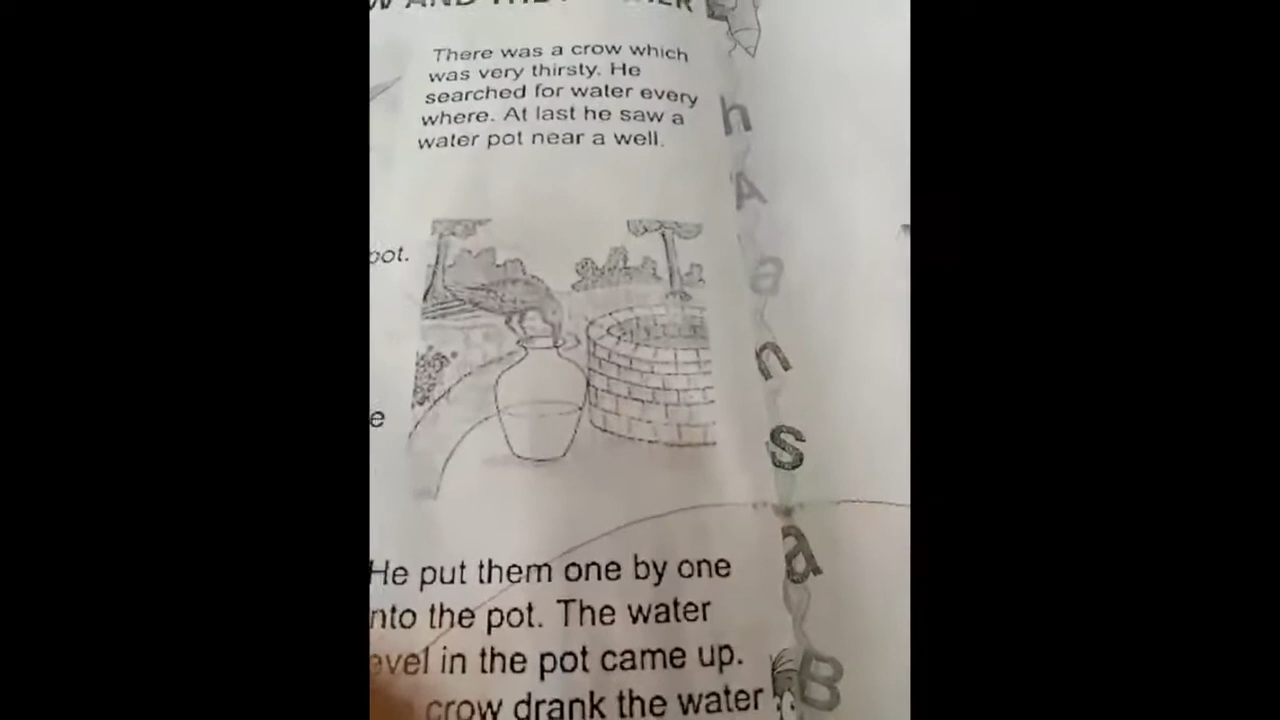 AND THE
There was a crow which
was very thirsty. He
searched for water every
where. At last he saw a
water pot near a well.
pot.
e
He put them one by one
nto the pot. The water
evel in the pot came up.
crow drank the water
h
A
a
n
s
a
B